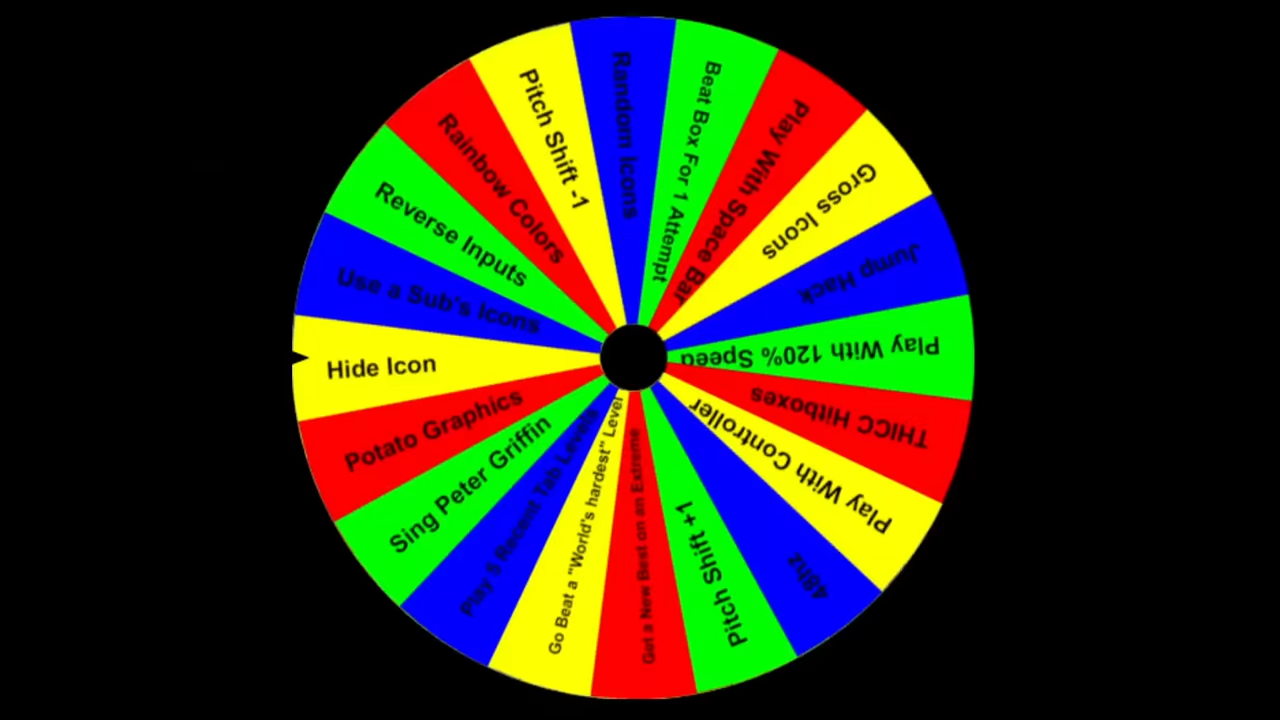 Random Icons
Beat Box For 1 Attempt
Play With Space Bar
Gross Icons
Jump Hack
Play With 120% Speed
THICC Hitboxes
Play With Controller
48hz
Pitch Shift +1
Get a New Best on an Extreme
Go Beat a "World's hardest" Level
Play 5 Recent Tab Levels
Sing Peter Griffin
Potato Graphics
Hide Icon
Use a Sub's Icons
Reverse Inputs
Rainbow Colors
Pitch Shift -1